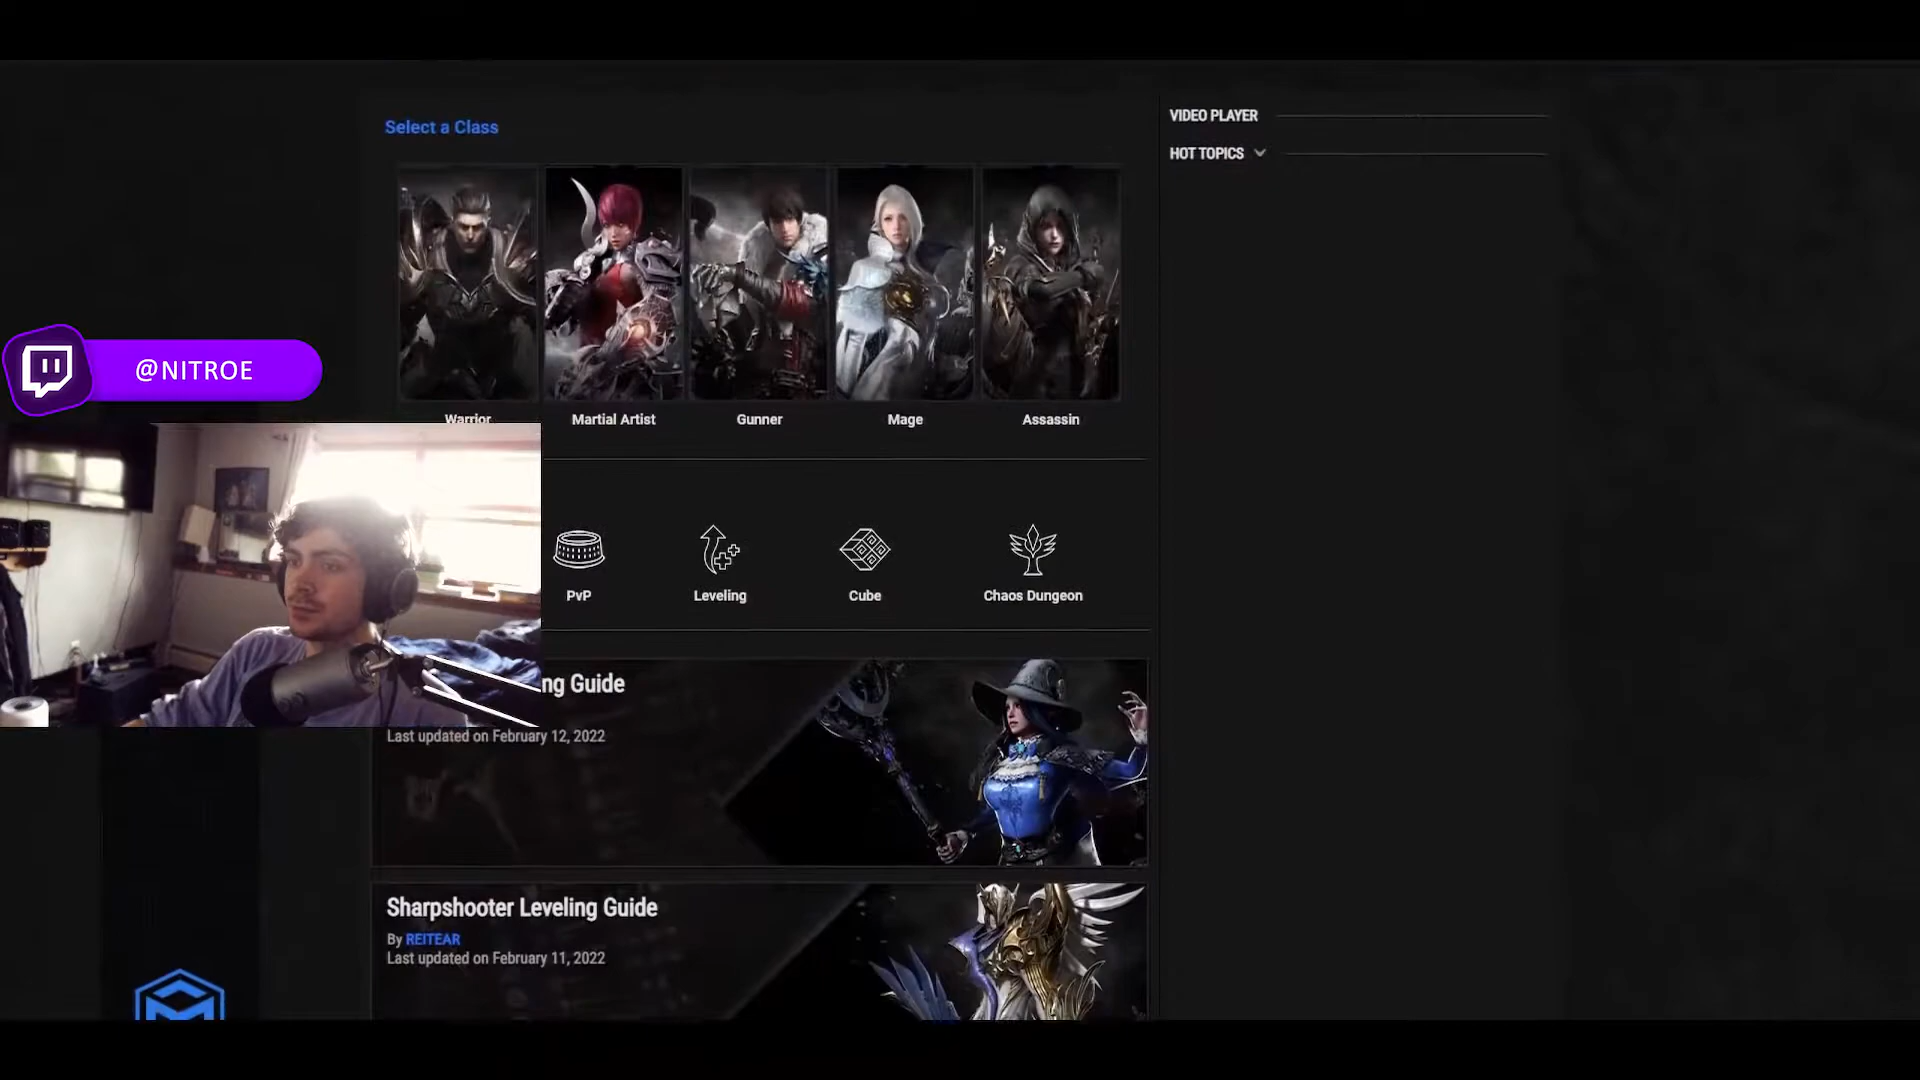 Select a Class
VIDEO PLAYER
HOT TOPICS
@NITROE
Warrior
Martial Artist
Gunner
Mage
Assassin
PvP
Leveling
Cube
Chaos Dungeon
ng Guide
Last updated on February 12, 2022
Sharpshooter Leveling Guide
By REITEAR
Last updated on February 11, 2022